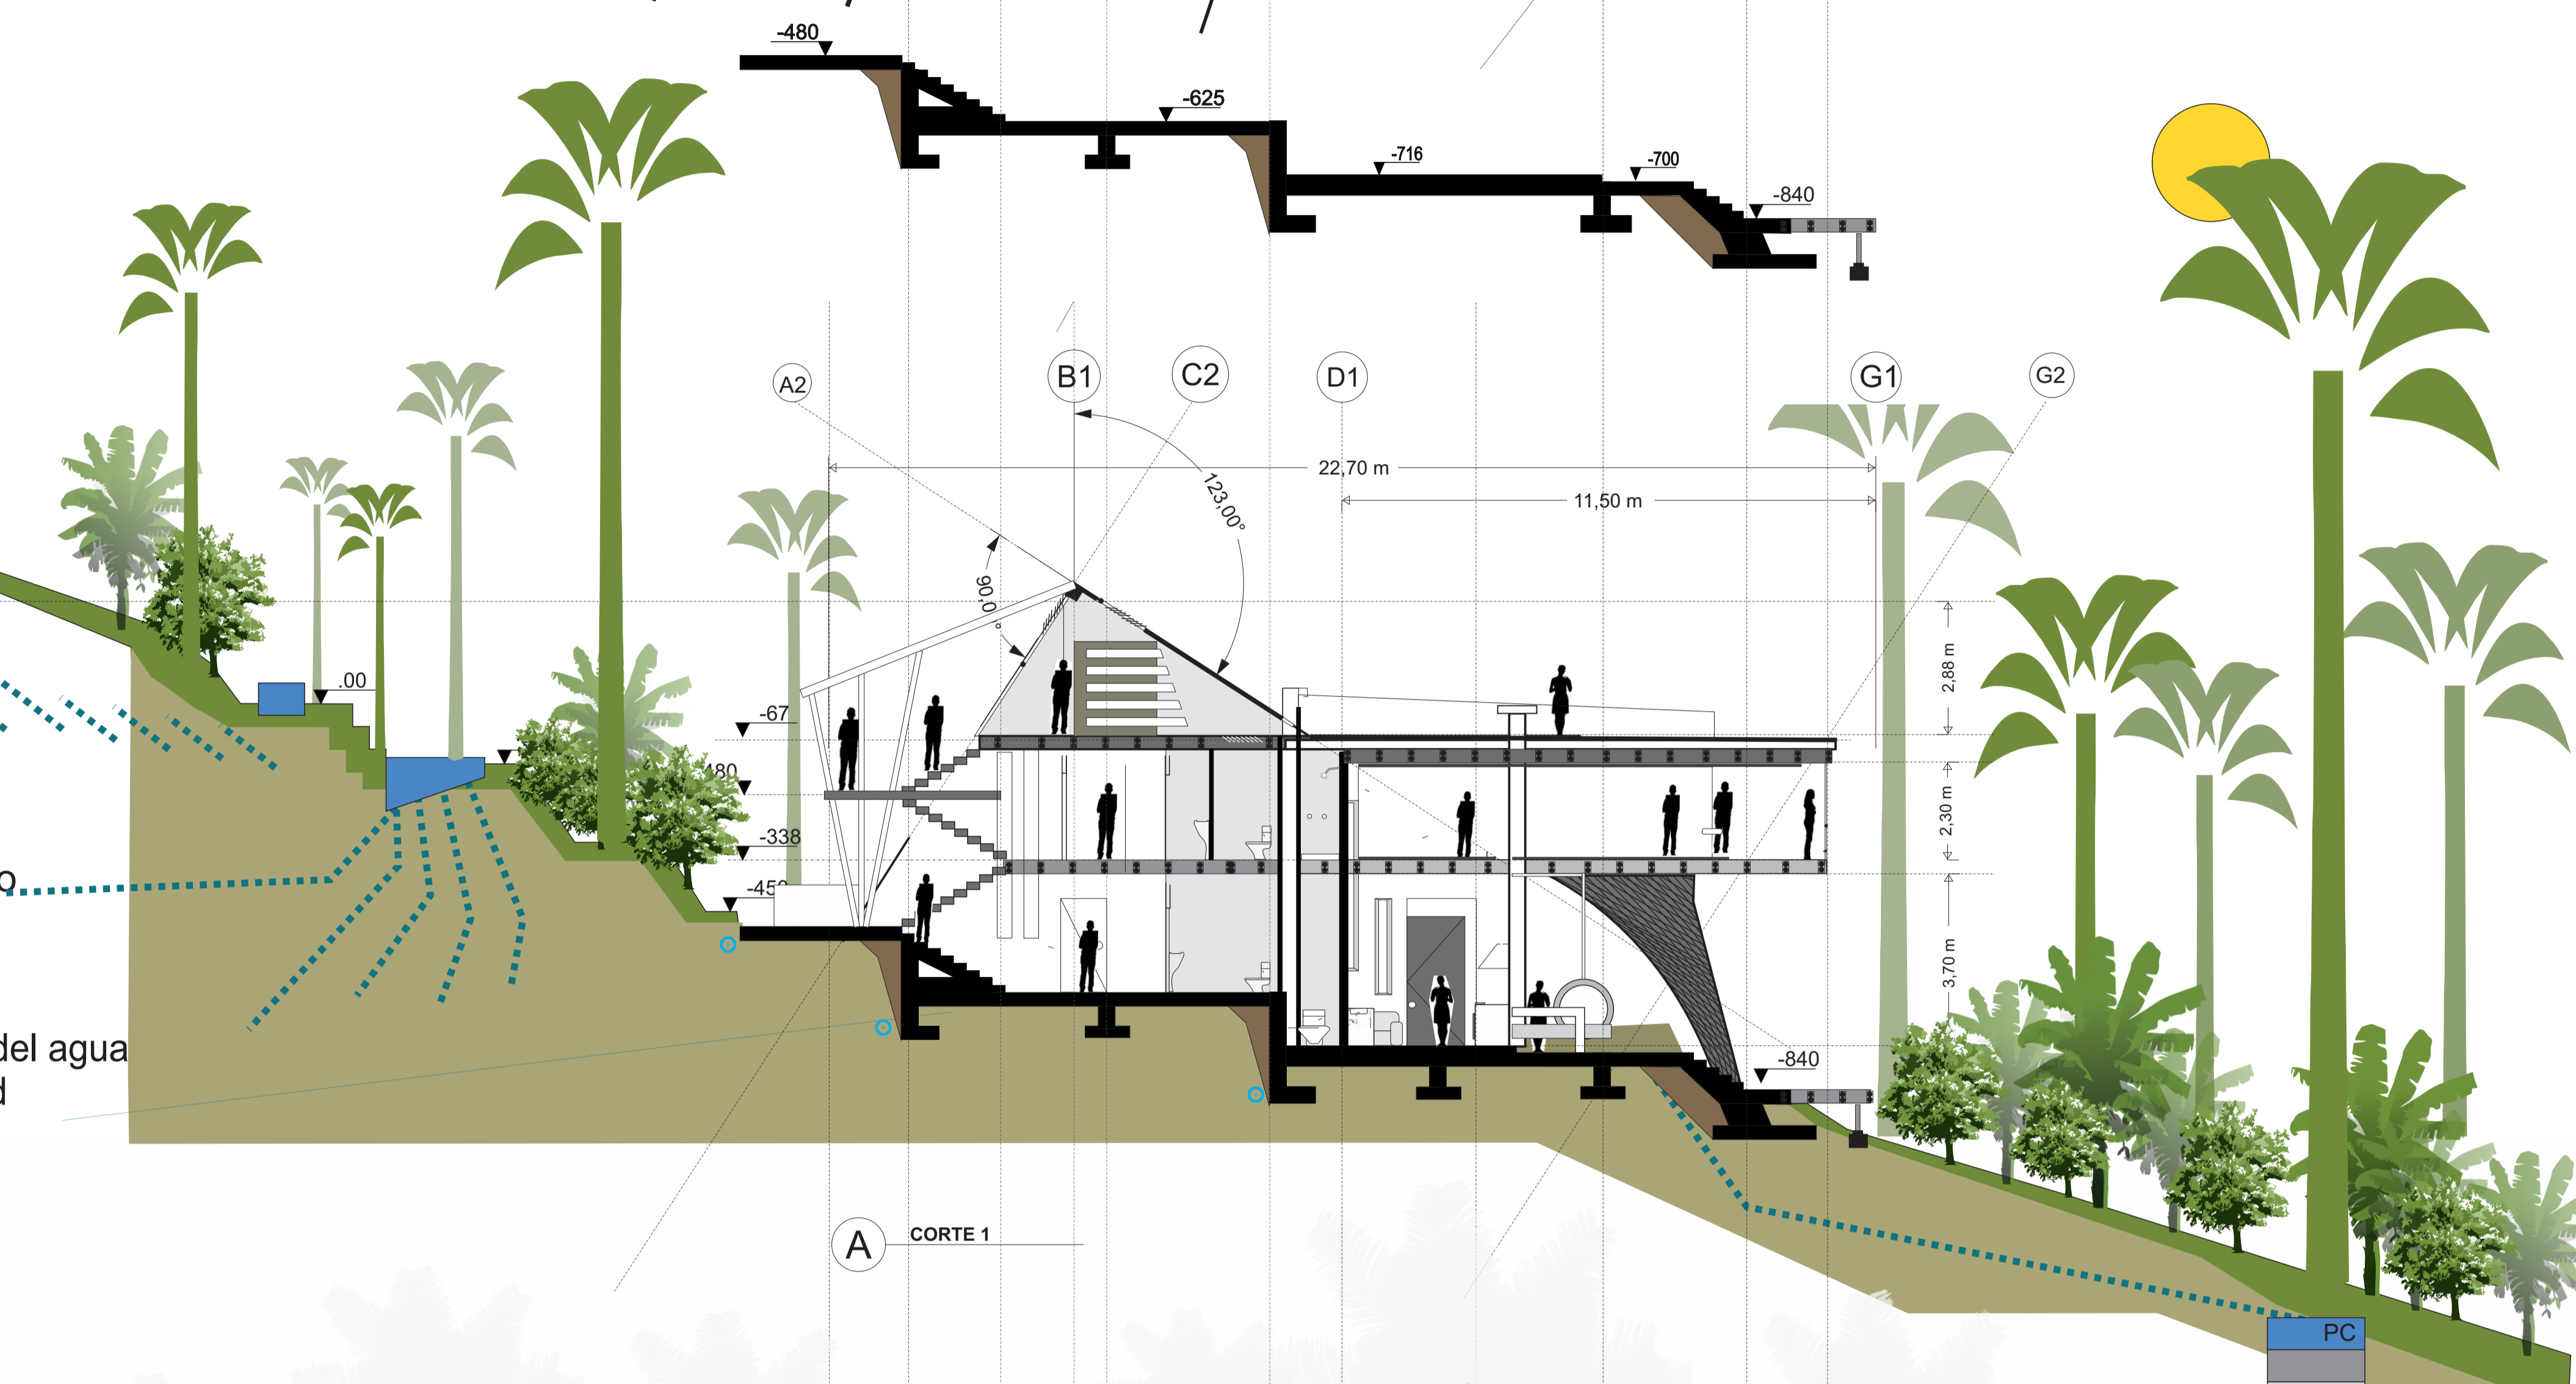 -480
-625
-716
-700
-840
A2
B1
C2
D1
G1
G2
22,70 m
11,50 m
123,00°
90,0°
.00
-67
-338
2,88 m
2,30 m
3,70 m
o
del agua
d
-840
A
CORTE 1
PC